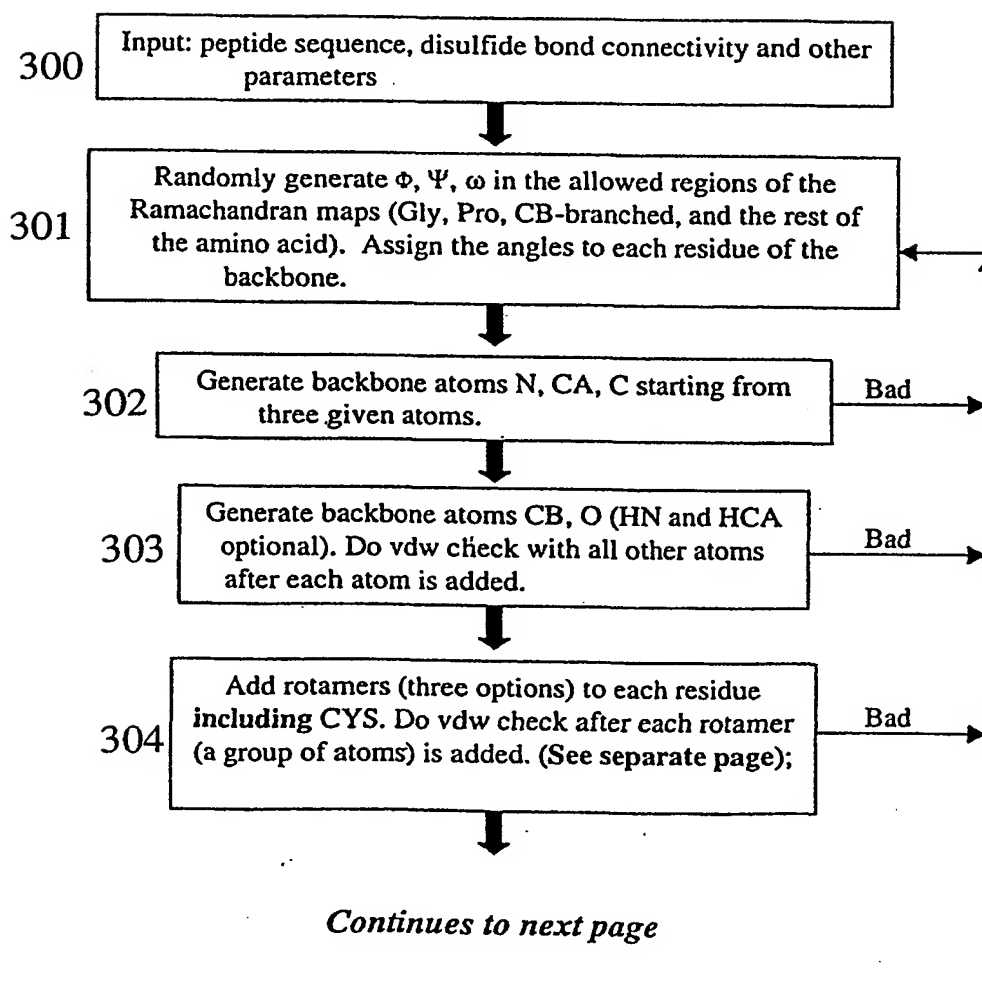 300
Input: peptide sequence, disulfide bond connectivity and other
parameters
301
Randomly generate Φ, Ψ, ω in the allowed regions of the
Ramachandran maps (Gly, Pro, CB-branched, and the rest of
the amino acid). Assign the angles to each residue of the
backbone.
302
Generate backbone atoms N, CA, C starting from
three given atoms.
Bad
303
Generate backbone atoms CB, O (HN and HCA
optional). Do vdw check with all other atoms
after each atom is added.
Bad
304
Add rotamers (three options) to each residue
including CYS. Do vdw check after each rotamer
(a group of atoms) is added. (See separate page);
Bad
Continues to next page